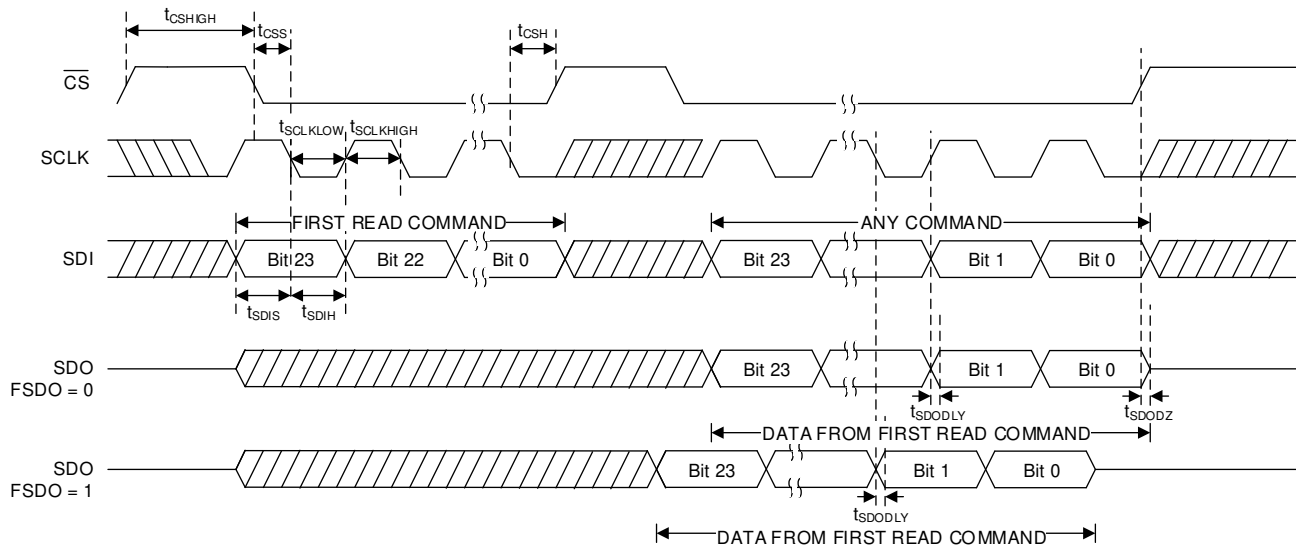 tCSHIGH
tCSS
tCSH
CS
tSCLKLOW
tSCLKHIGH
SCLK
FIRST READ COMMAND
ANY COMMAND
SDI
Bit 23
Bit 22
Bit 0
Bit 23
Bit 1
Bit 0
tSDIS
tSDIH
SDO
FSDO = 0
Bit 23
Bit 1
Bit 0
tSDODLY
tSDODZ
DATA FROM FIRST READ COMMAND
SDO
FSDO = 1
Bit 23
Bit 1
Bit 0
tSDODLY
DATA FROM FIRST READ COMMAND